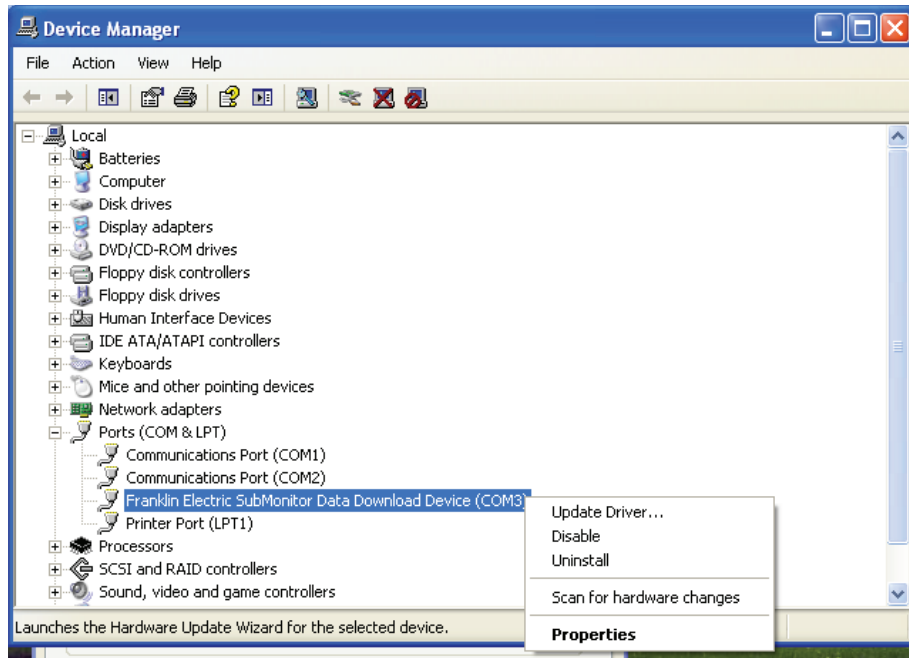 Device Manager
File Action View Help
Local
Batteries
Computer
Disk drives
Display adapters
DVD/CD-ROM drives
Floppy disk controllers
Floppy disk drives
Human Interface Devices
IDE ATA/ATAPI controllers
Keyboards
Mice and other pointing devices
Network adapters
Ports (COM & LPT)
Communications Port (COM1)
Communications Port (COM2)
Franklin Electric SubMonitor Data Download Device (COM3)
Printer Port (LPT1)
Processors
SCSI and RAID controllers
Sound, video and game controllers
Update Driver...
Disable
Uninstall
Scan for hardware changes
Properties
Launches the Hardware Update Wizard for the selected device.